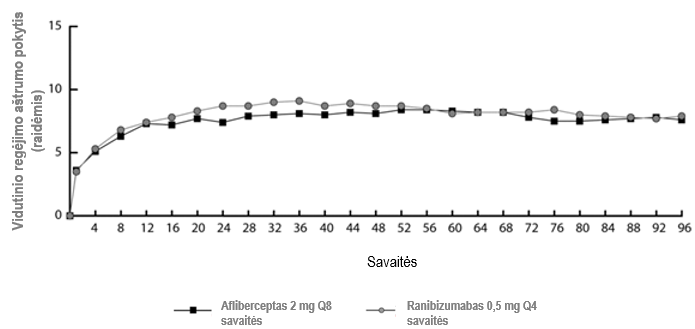 Vidutinio regėjimo aštrumo pokytis
(raidėmis)
15
10
5
0
4 8 12 16 20 24 28 32 36 40 44 48 52 56 60 64 68 72 76 80 84 88 92 96
Savaitės
Afliberceptas 2 mg Q8
savaitės
Ranibizumabas 0,5 mg Q4
savaitės